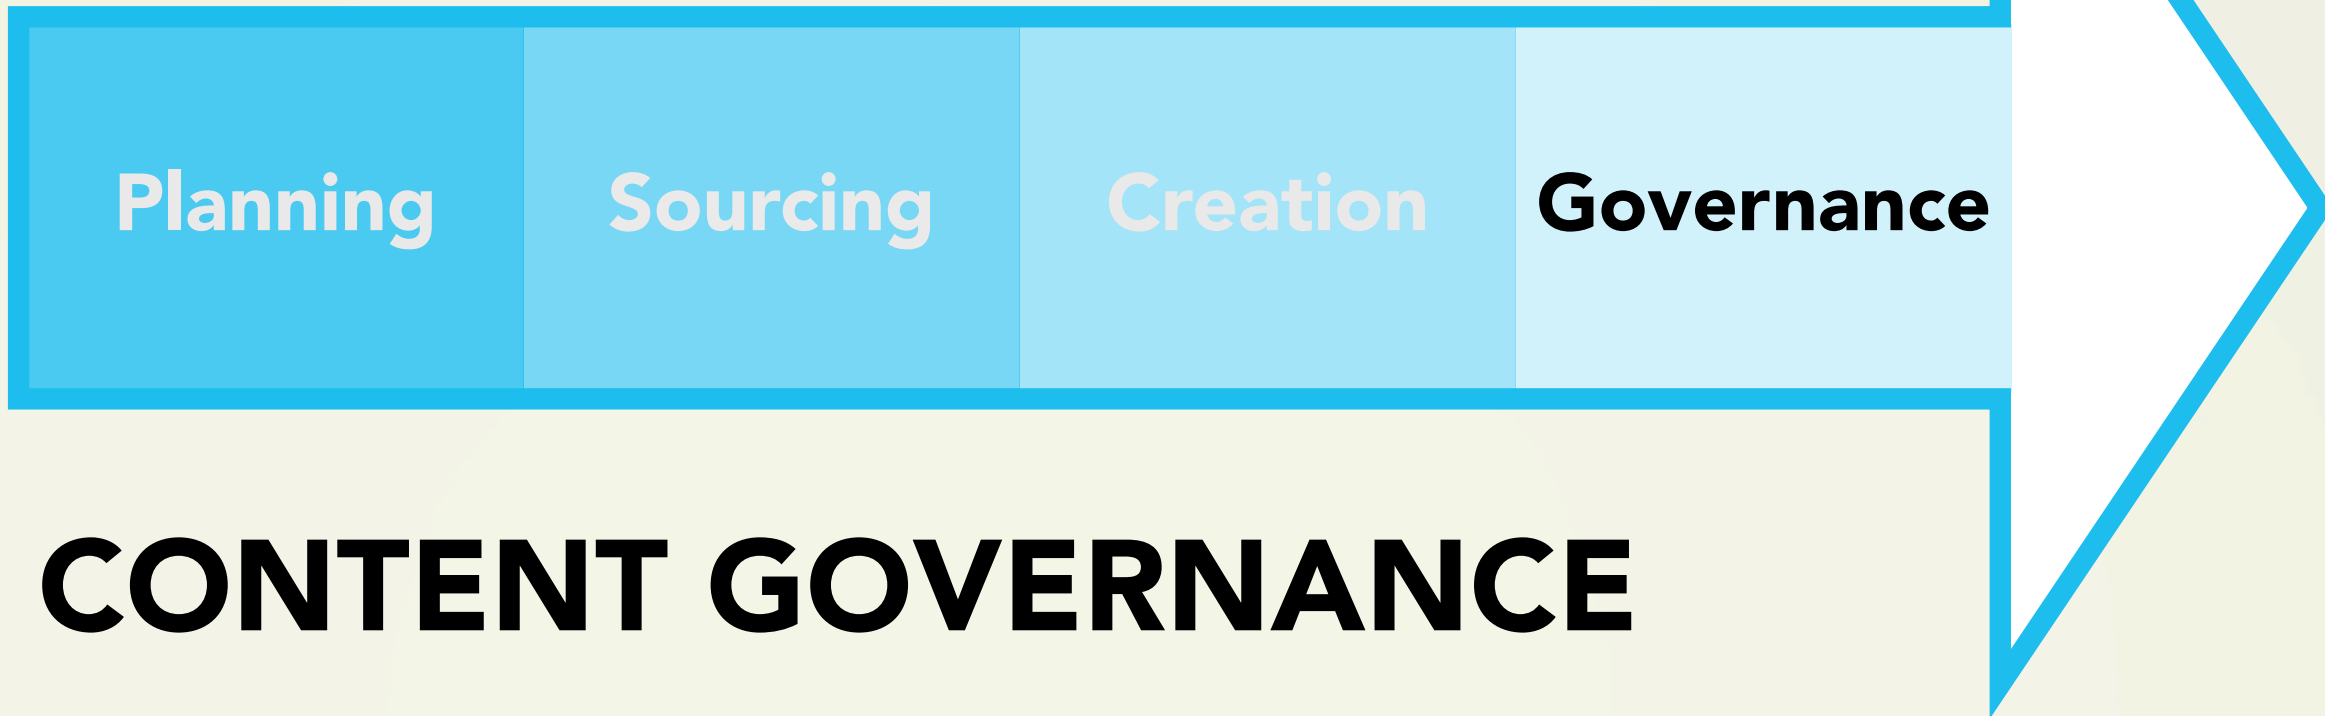 Planning Sourcing Creation Governance
CONTENT GOVERNANCE